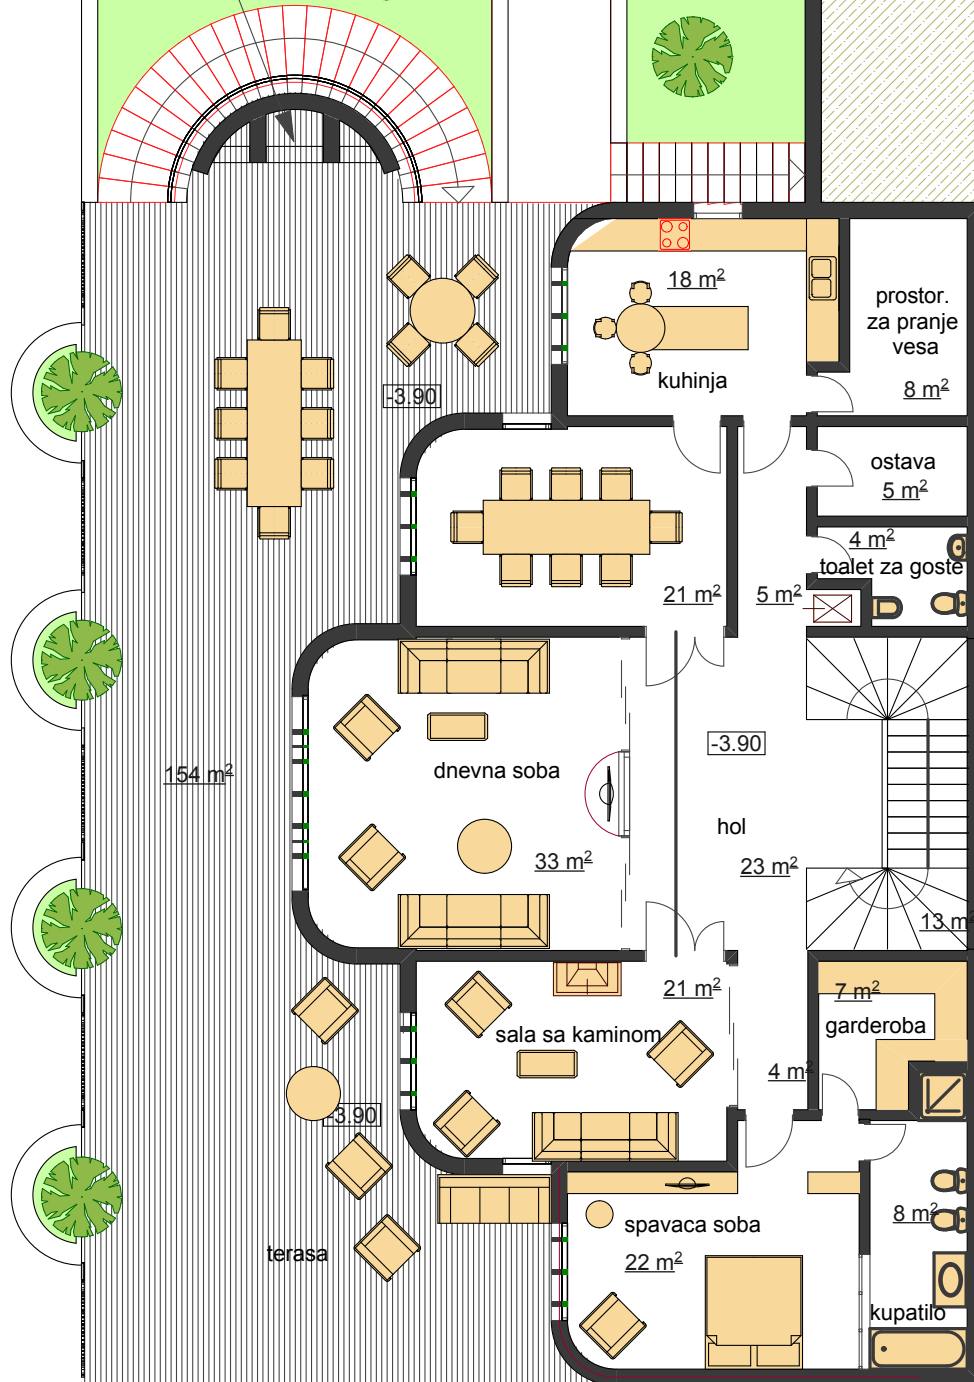 18 m²
prostor.
za pranje
vesa
8 m²
kuhinja
-3.90
ostava
5 m²
4 m²
toalet za goste
21 m²
5 m²
-3.90
154 m²
dnevna soba
hol
33 m²
23 m²
13 m²
21 m²
7 m²
sala sa kaminom
garderoba
4 m²
-3.90
8 m²
spavaca soba
terasa
22 m²
kupatilo